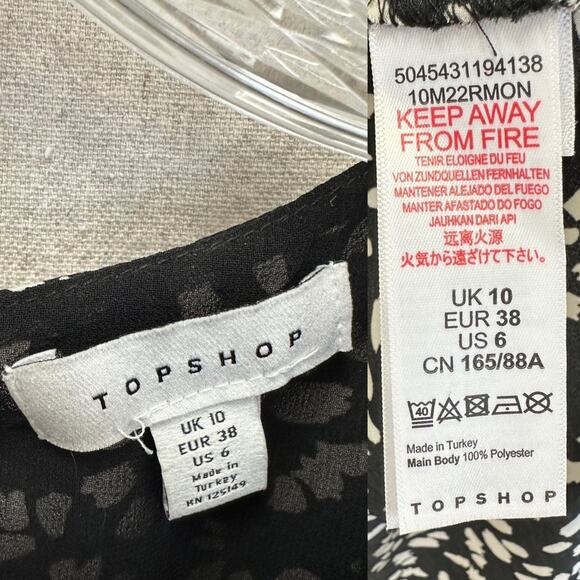 TOPSHOP
UK 10
EUR 38
US 6
Made in
Turkey
KN 125149
5045431194138
10M22RMON
KEEP AWAY
FROM FIRE
TENIR ELOIGNE DU FEU
VON ZUNDQUELLEN FERNHALTEN
MANTENER ALEJADO DEL FUEGO
MANTER AFASTADO DO FOGO
JAUHKAN DARI API
远离火源
火気から遠ざけて下さい。
UK 10
EUR 38
US 6
CN 165/88A
40
Made in Turkey
Main Body 100% Polyester
TOPSHOP